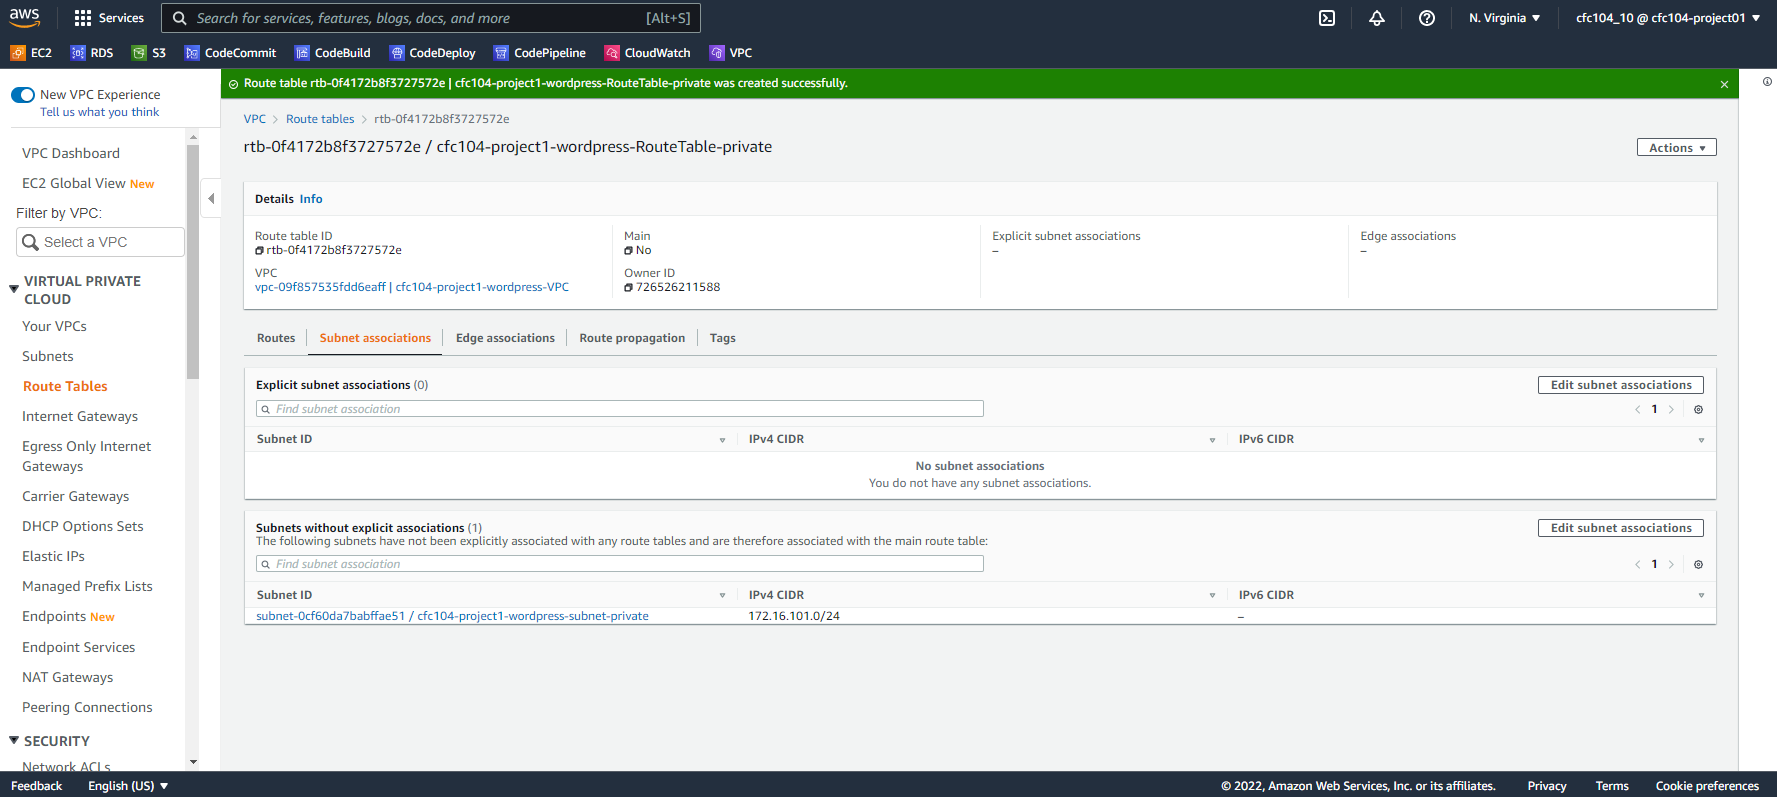 aws Services Search for services, features, blogs, docs, and more [Alt+S] N. Virginia ▼ cfc104_10 @ cfc104-project01 ▼
EC2 RDS S3 CodeCommit CodeBuild CodeDeploy CodePipeline CloudWatch VPC
New VPC Experience
Tell us what you think
VPC Dashboard
EC2 Global View New
Filter by VPC:
Select a VPC
VIRTUAL PRIVATE
CLOUD
Your VPCs
Subnets
Route Tables
Internet Gateways
Egress Only Internet
Gateways
Carrier Gateways
DHCP Options Sets
Elastic IPs
Managed Prefix Lists
Endpoints New
Endpoint Services
NAT Gateways
Peering Connections
SECURITY
Network ACLs
Route table rtb-0f4172b8f3727572e | cfc104-project1-wordpress-RouteTable-private was created successfully.
VPC > Route tables > rtb-0f4172b8f3727572e
rtb-0f4172b8f3727572e / cfc104-project1-wordpress-RouteTable-private
Actions ▼
Details Info
Route table ID
rtb-0f4172b8f3727572e
VPC
vpc-09f857535fdd6eaff | cfc104-project1-wordpress-VPC
Main
No
Owner ID
726526211588
Explicit subnet associations
–
Edge associations
–
Routes Subnet associations Edge associations Route propagation Tags
Explicit subnet associations (0)
Edit subnet associations
Find subnet association
< 1 >
Subnet ID IPv4 CIDR IPv6 CIDR
No subnet associations
You do not have any subnet associations.
Subnets without explicit associations (1)
Edit subnet associations
The following subnets have not been explicitly associated with any route tables and are therefore associated with the main route table:
Find subnet association
< 1 >
Subnet ID IPv4 CIDR IPv6 CIDR
subnet-0cf60da7babffae51 / cfc104-project1-wordpress-subnet-private 172.16.101.0/24 –
Feedback English (US) ▼ © 2022, Amazon Web Services, Inc. or its affiliates. Privacy Terms Cookie preferences